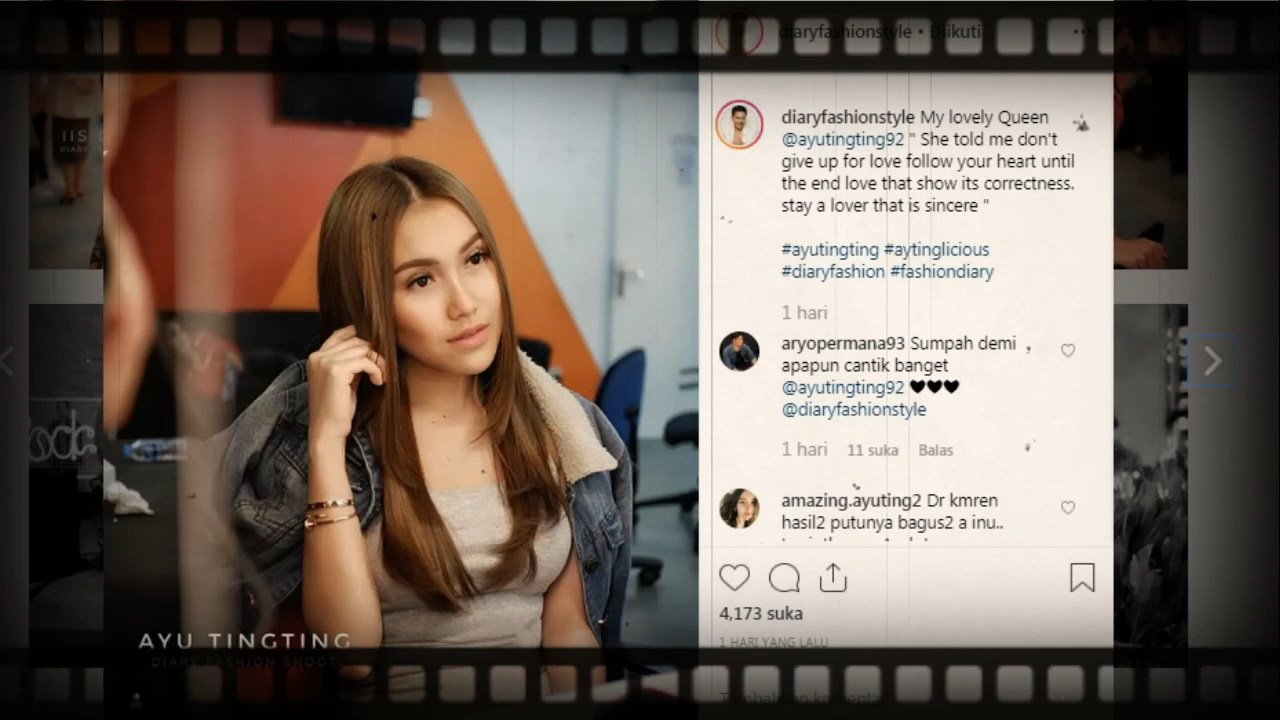 diaryfashionstyle • Diikuti
diaryfashionstyle My lovely Queen
@ayutingting92 " She told me don't
give up for love follow your heart until
the end love that show its correctness.
stay a lover that is sincere "
#ayutingting #aytinglicious
#diaryfashion #fashiondiary
1 hari
aryopermana93 Sumpah demi
apapun cantik banget
@ayutingting92 🖤🖤🖤
@diaryfashionstyle
1 hari 11 suka Balas
amazing.ayuting2 Dr kmren
hasil2 putunya bagus2 a inu..
4,173 suka
1 HARI YANG LALU
AYU TINGTING
DIARY FASHION SHOOT
IIS